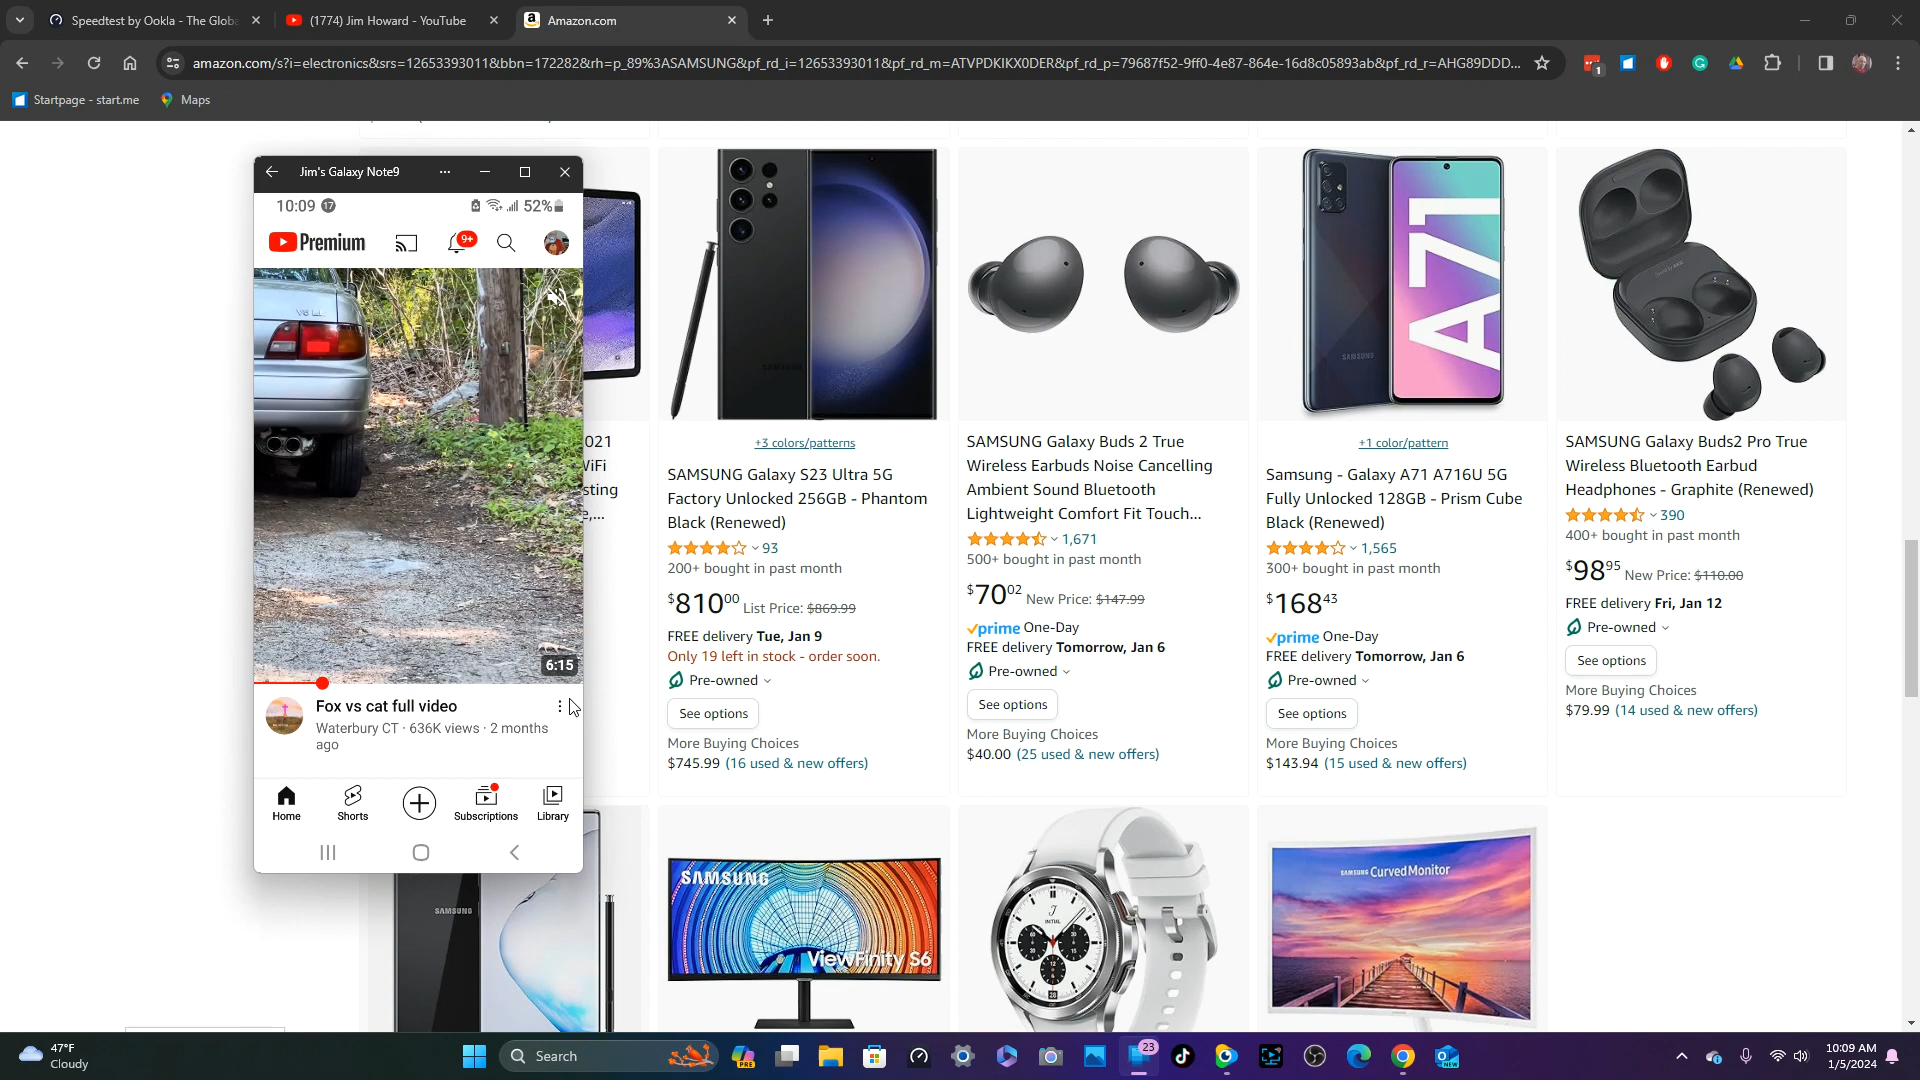 Speedtest by Ookla - The Globa
(1774) Jim Howard - YouTube
Amazon.com
amazon.com/s?i=electronics&srs=12653393011&bbn=172282&rh=p_89%3ASAMSUNG&pf_rd_i=12653393011&pf_rd_m=ATVPDKIKX0DER&pf_rd_p=79687f52-9ff0-4e87-864e-16d8c05893ab&pf_rd_r=AHG89DDD...
1
Startpage - start.me
Maps
Jim's Galaxy Note9
10:09 17
52%
Premium
9+
6:15
Fox vs cat full video
Waterbury CT · 636K views · 2 months
ago
Home
Shorts
Subscriptions
Library
021
WiFi
sting
e,...
SAMSUNG
+3 colors/patterns
SAMSUNG Galaxy S23 Ultra 5G
Factory Unlocked 256GB - Phantom
Black (Renewed)
93
200+ bought in past month
$810 00 List Price: $869.99
FREE delivery Tue, Jan 9
Only 19 left in stock - order soon.
Pre-owned
See options
More Buying Choices
$745.99 (16 used & new offers)
SAMSUNG Galaxy Buds 2 True
Wireless Earbuds Noise Cancelling
Ambient Sound Bluetooth
Lightweight Comfort Fit Touch...
1,671
500+ bought in past month
$70 02 New Price: $147.99
prime One-Day
FREE delivery Tomorrow, Jan 6
Pre-owned
See options
More Buying Choices
$40.00 (25 used & new offers)
SAMSUNG
A71
+1 color/pattern
Samsung - Galaxy A71 A716U 5G
Fully Unlocked 128GB - Prism Cube
Black (Renewed)
1,565
300+ bought in past month
$168 43
prime One-Day
FREE delivery Tomorrow, Jan 6
Pre-owned
See options
More Buying Choices
$143.94 (15 used & new offers)
SAMSUNG Galaxy Buds2 Pro True
Wireless Bluetooth Earbud
Headphones - Graphite (Renewed)
390
400+ bought in past month
$98 95 New Price: $110.00
FREE delivery Fri, Jan 12
Pre-owned
See options
More Buying Choices
$79.99 (14 used & new offers)
SAMSUNG
SAMSUNG
ViewFinity S6
INITIAL
SAMSUNG Curved Monitor
47°F
Cloudy
Search
PRE
23
NEW
10:09 AM
1/5/2024